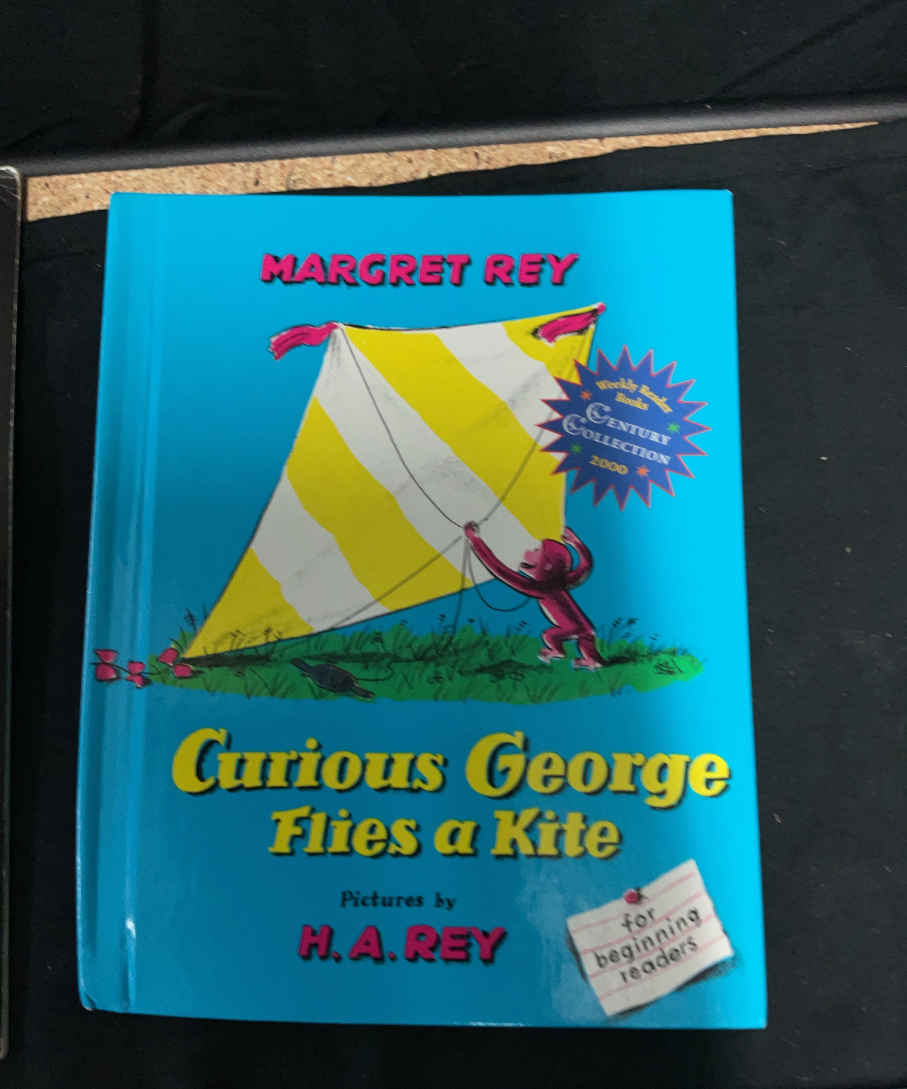 MARGRET REY
Weekly Reader
Books
CENTURY
COLLECTION
2000
Curious George
Flies a Kite
Pictures by
H. A. REY
for
beginning
readers